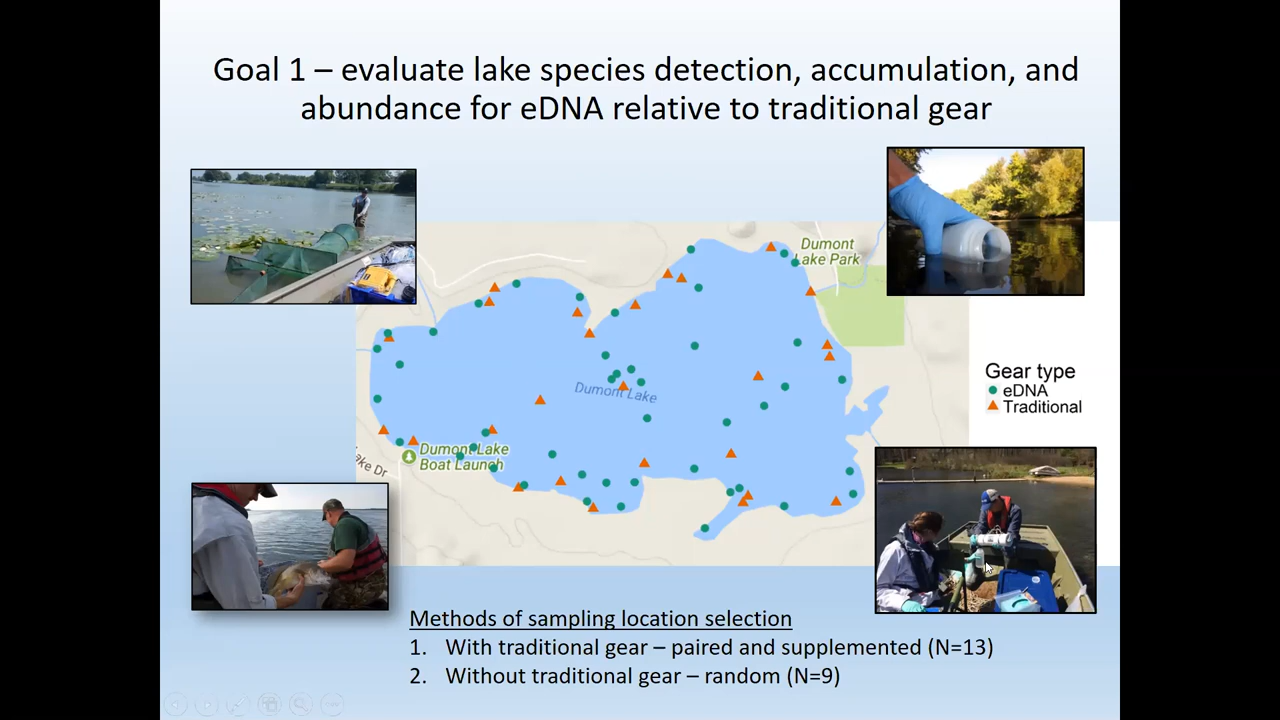 Goal 1 – evaluate lake species detection, accumulation, and
abundance for eDNA relative to traditional gear
Dumont
Lake Park
Gear type
eDNA
Traditional
Dumont Lake
Dumont Lake
Boat Launch
ake Dr
Methods of sampling location selection
1. With traditional gear – paired and supplemented (N=13)
2. Without traditional gear – random (N=9)